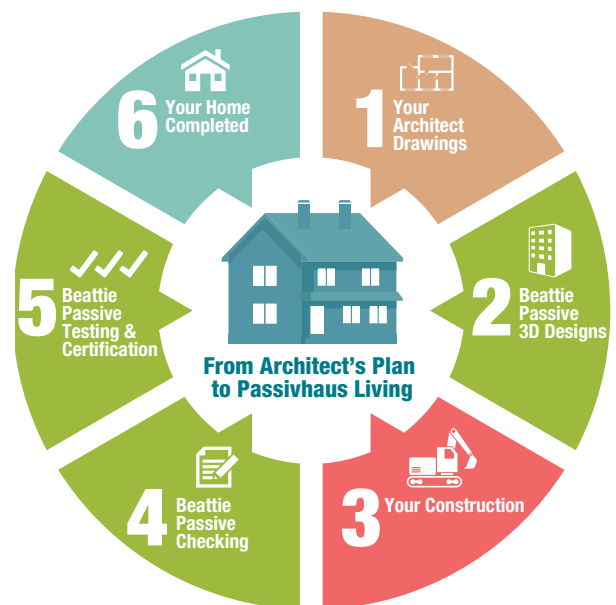 1
Your
Architect
Drawings
2
Beattie
Passive
3D Designs
3
Your Construction
4
Beattie
Passive
Checking
5
Beattie
Passive
Testing &
Certification
6
Your Home
Completed
From Architect's Plan
to Passivhaus Living